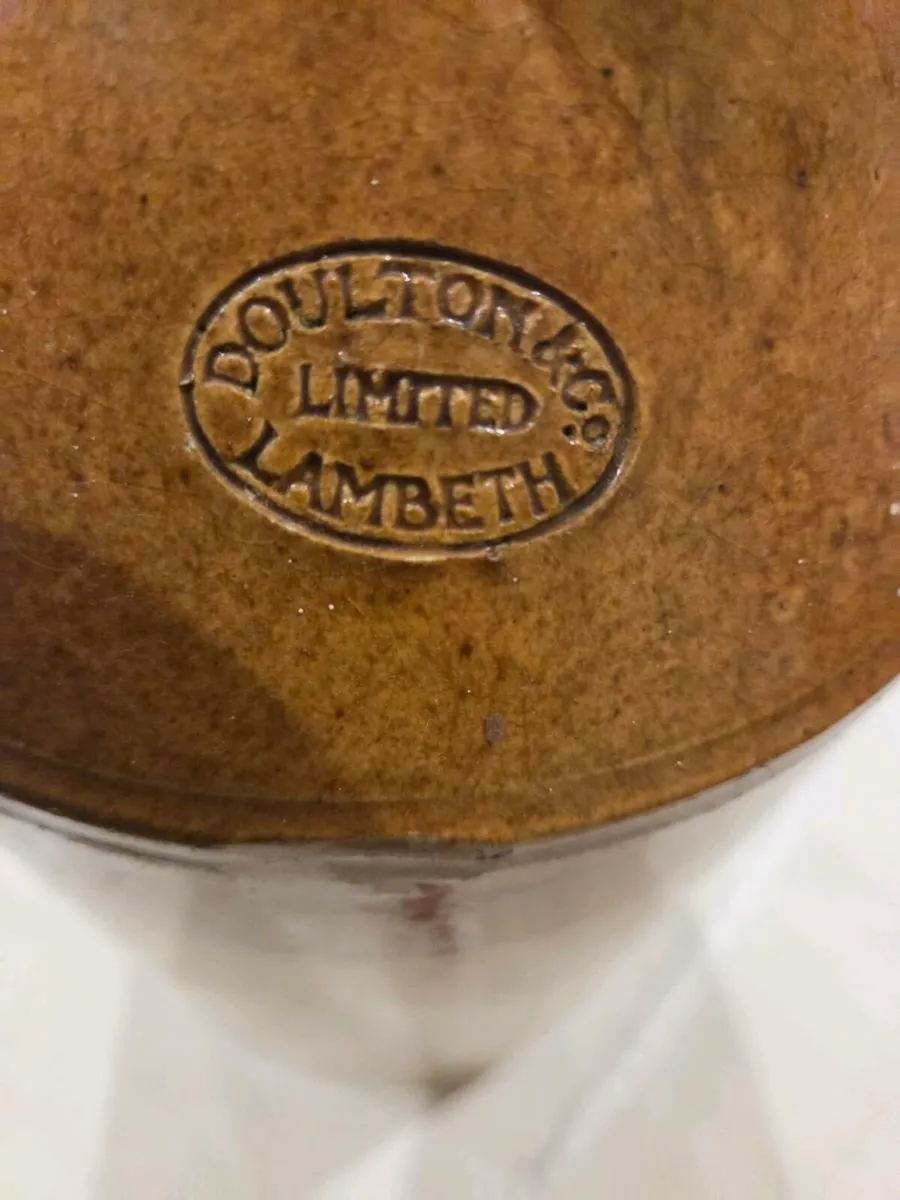 DOULTON & Co.
LIMITED
LAMBETH